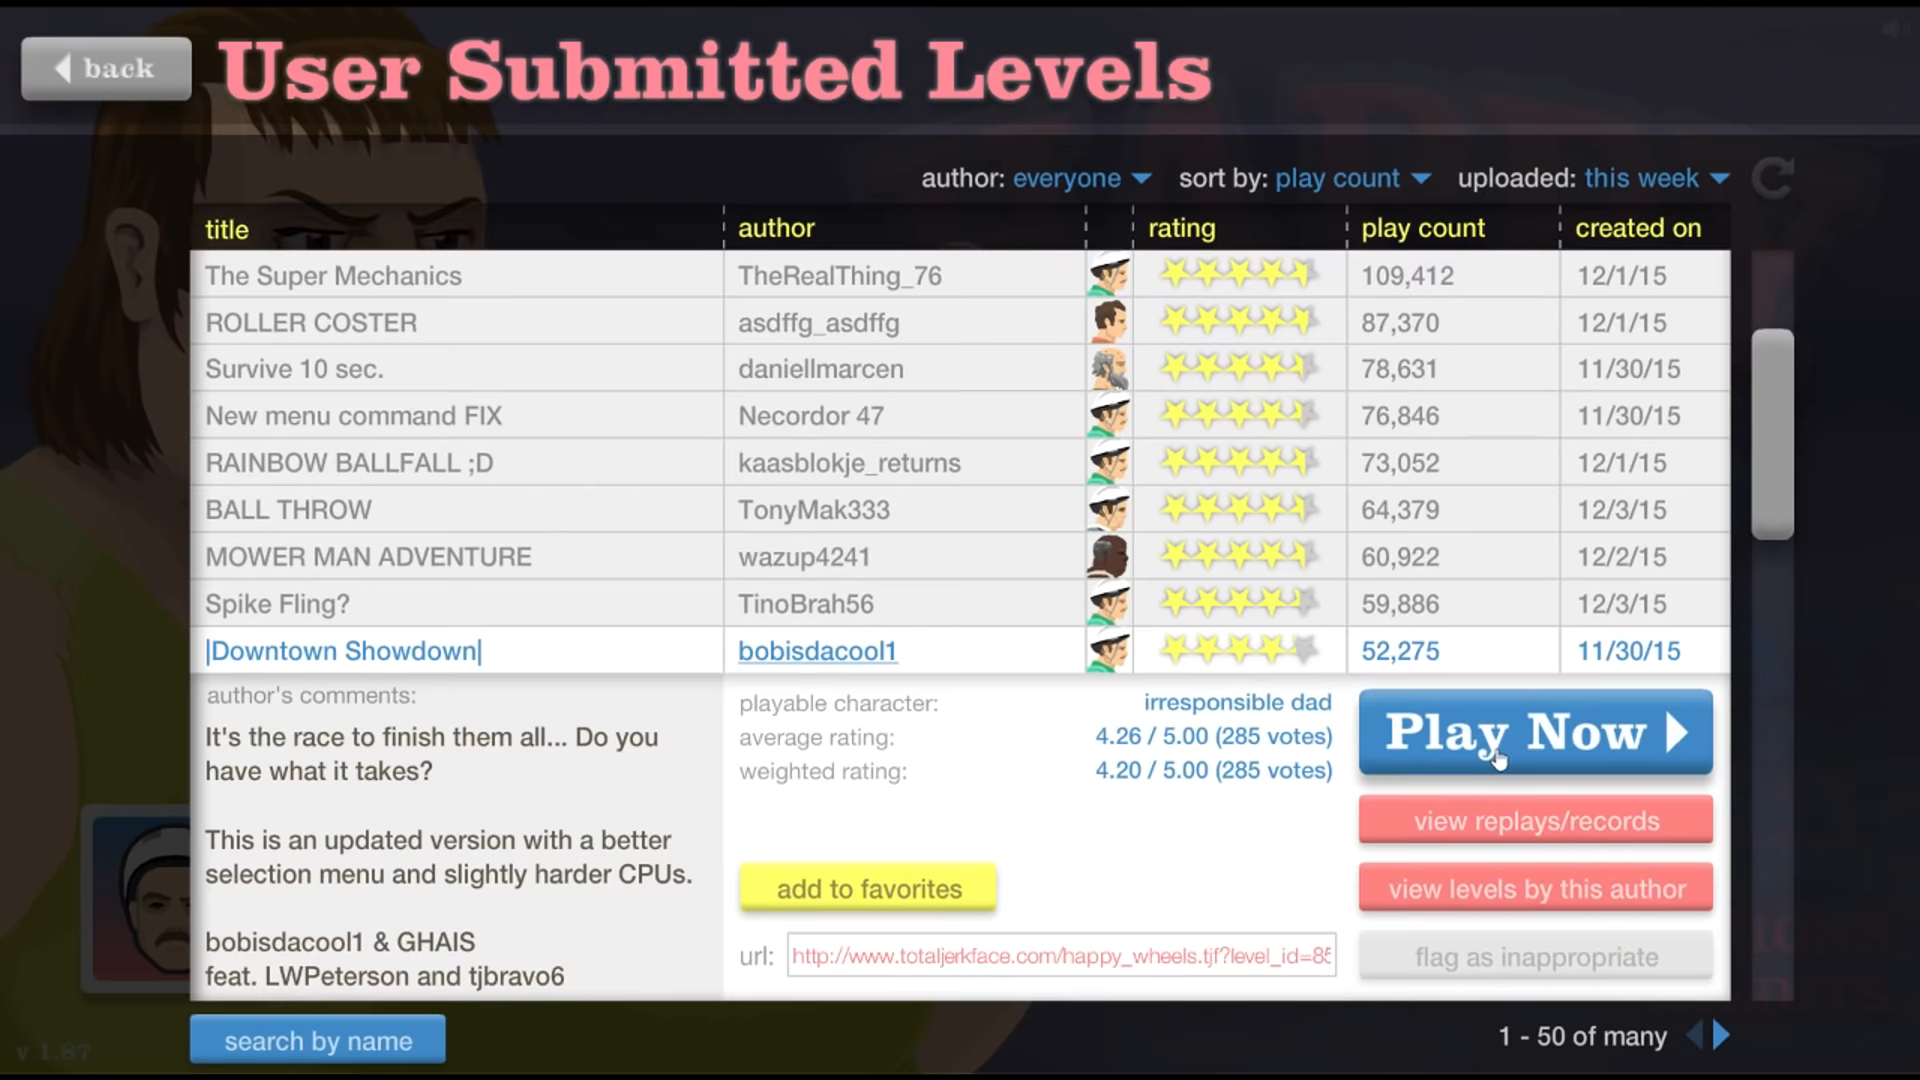 back
User Submitted Levels
author: everyone sort by: play count uploaded: this week
title author rating play count created on
The Super Mechanics TheRealThing_76 109,412 12/1/15
ROLLER COSTER asdffg_asdffg 87,370 12/1/15
Survive 10 sec. daniellmarcen 78,631 11/30/15
New menu command FIX Necordor 47 76,846 11/30/15
RAINBOW BALLFALL ;D kaasblokje_returns 73,052 12/1/15
BALL THROW TonyMak333 64,379 12/3/15
MOWER MAN ADVENTURE wazup4241 60,922 12/2/15
Spike Fling? TinoBrah56 59,886 12/3/15
|Downtown Showdown| bobisdacool1 52,275 11/30/15
author's comments:
It's the race to finish them all... Do you
have what it takes?
This is an updated version with a better
selection menu and slightly harder CPUs.
bobisdacool1 & GHAIS
feat. LWPeterson and tjbravo6
playable character: irresponsible dad
average rating: 4.26 / 5.00 (285 votes)
weighted rating: 4.20 / 5.00 (285 votes)
add to favorites
url: http://www.totaljerkface.com/happy_wheels.tjf?level_id=85
Play Now
view replays/records
view levels by this author
flag as inappropriate
search by name
1 - 50 of many
v 1.87